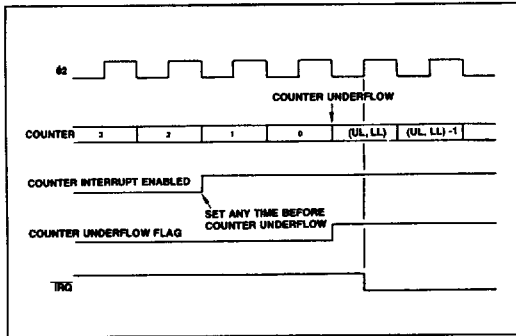 ϕ2
COUNTER UNDERFLOW
COUNTER 3 2 1 0 (UL, LL) (UL, LL) -1
COUNTER INTERRUPT ENABLED
SET ANY TIME BEFORE
COUNTER UNDERFLOW
COUNTER UNDERFLOW FLAG
IRQ